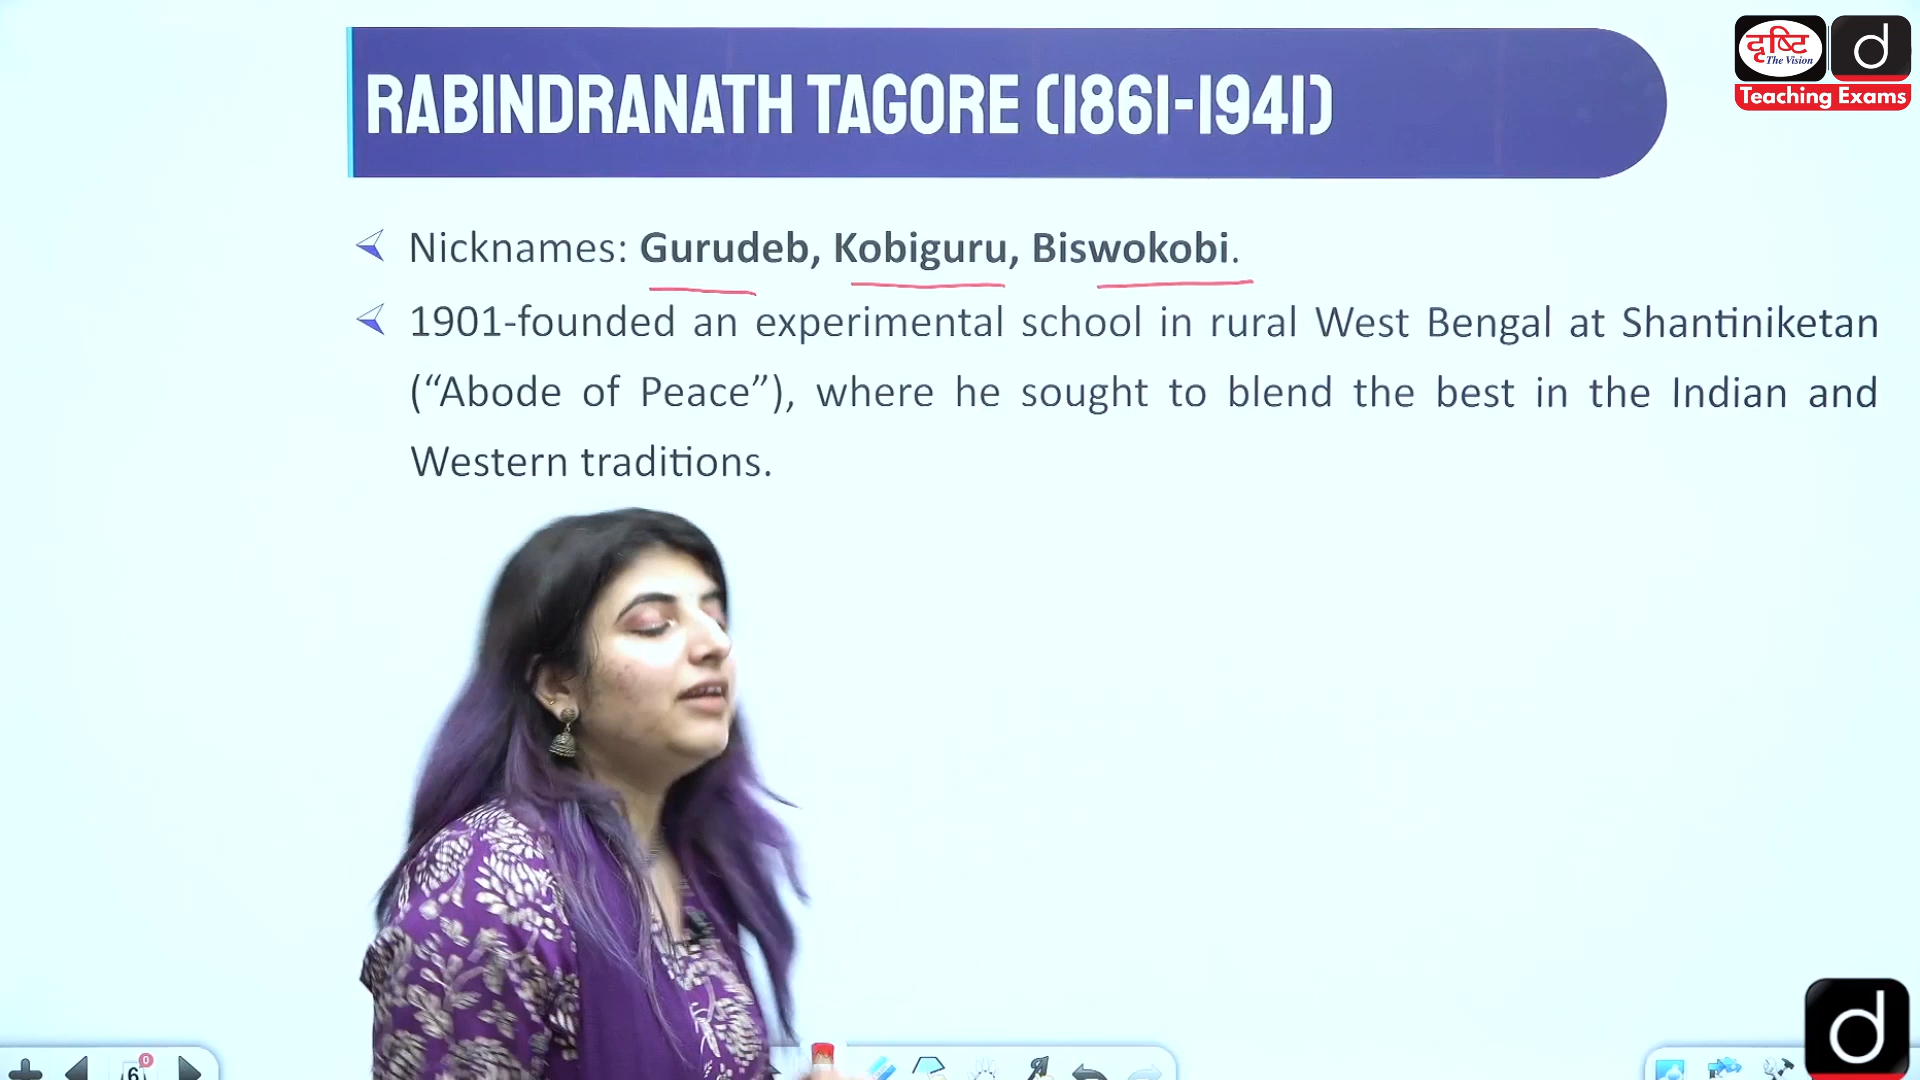 RABINDRANATH TAGORE (1861-1941)
दृष्टि
The Vision
d
Teaching Exams
Nicknames: Gurudeb, Kobiguru, Biswokobi.
1901-founded an experimental school in rural West Bengal at Shantiniketan
(“Abode of Peace”), where he sought to blend the best in the Indian and
Western traditions.
0
6
d